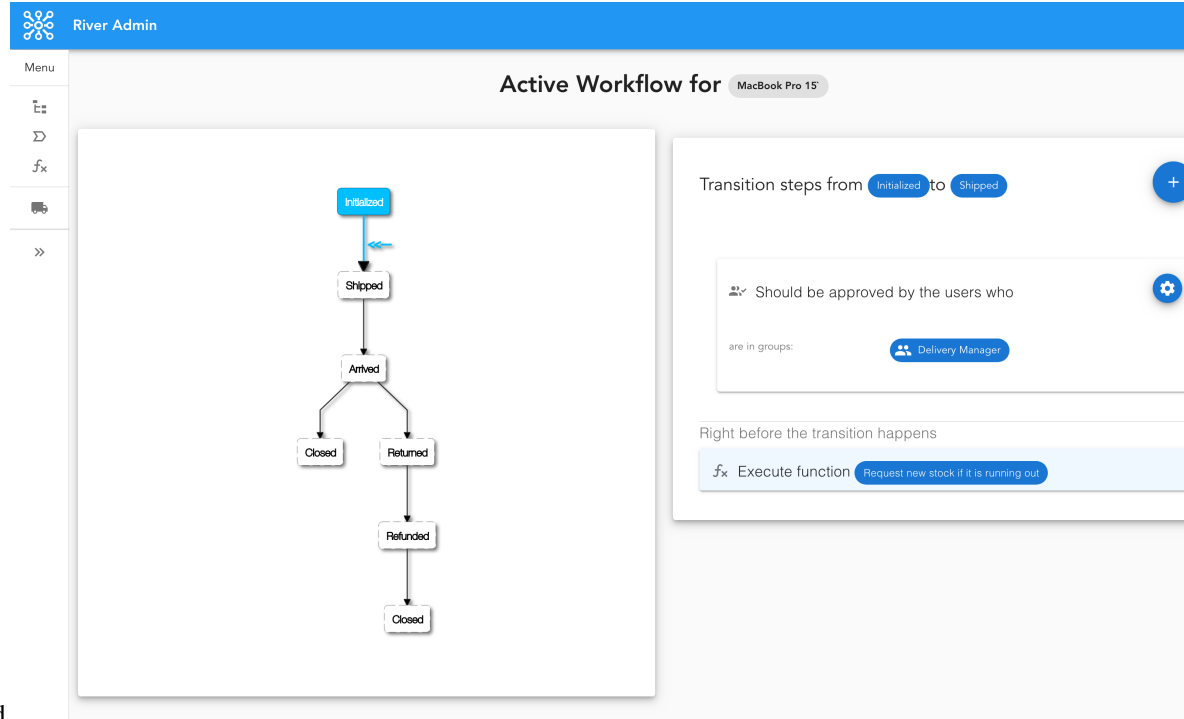 River Admin
Menu
Active Workflow for MacBook Pro 15"
Initialized
Shipped
Arrived
Closed Returned
Refunded
Closed
Transition steps from Initialized to Shipped
+
Should be approved by the users who
are in groups: Delivery Manager
Right before the transition happens
fx Execute function Request new stock if it is running out